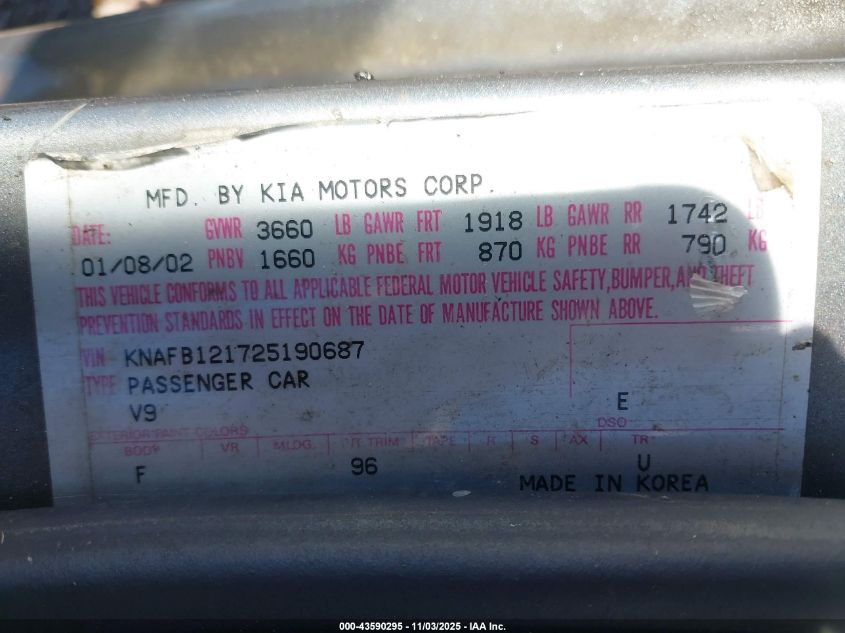 MFD. BY KIA MOTORS CORP.
DATE: GVWR 3660 LB GAWR FRT 1918 LB GAWR RR 1742 LB
01/08/02 PNBV 1660 KG PNBE FRT 870 KG PNBE RR 790 KG
THIS VEHICLE CONFORMS TO ALL APPLICABLE FEDERAL MOTOR VEHICLE SAFETY,BUMPER,AND THEFT
PREVENTION STANDARDS IN EFFECT ON THE DATE OF MANUFACTURE SHOWN ABOVE.
VIN KNAFB121725190687
TYPE PASSENGER CAR
V9 E
EXTERIOR PAINT COLORS DSO
BODY VR MLDG. INT TRIM TAPE R S AX TR
F 96 U
MADE IN KOREA
000-43590295 - 11/03/2025 - IAA Inc.